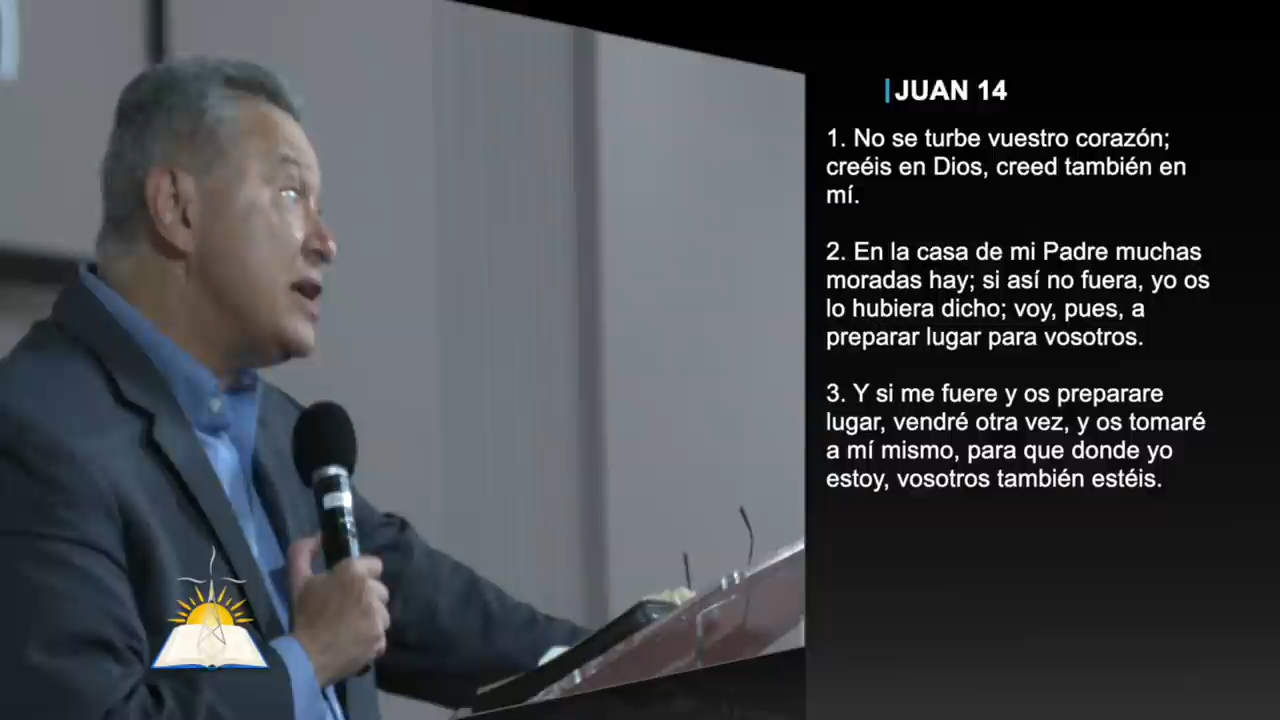 JUAN 14
1. No se turbe vuestro corazón;
creéis en Dios, creed también en
mí.
2. En la casa de mi Padre muchas
moradas hay; si así no fuera, yo os
lo hubiera dicho; voy, pues, a
preparar lugar para vosotros.
3. Y si me fuere y os preparare
lugar, vendré otra vez, y os tomaré
a mí mismo, para que donde yo
estoy, vosotros también estéis.